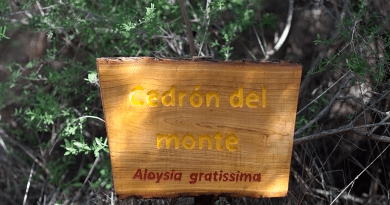 Cedrón del
monte
Aloysia gratissima